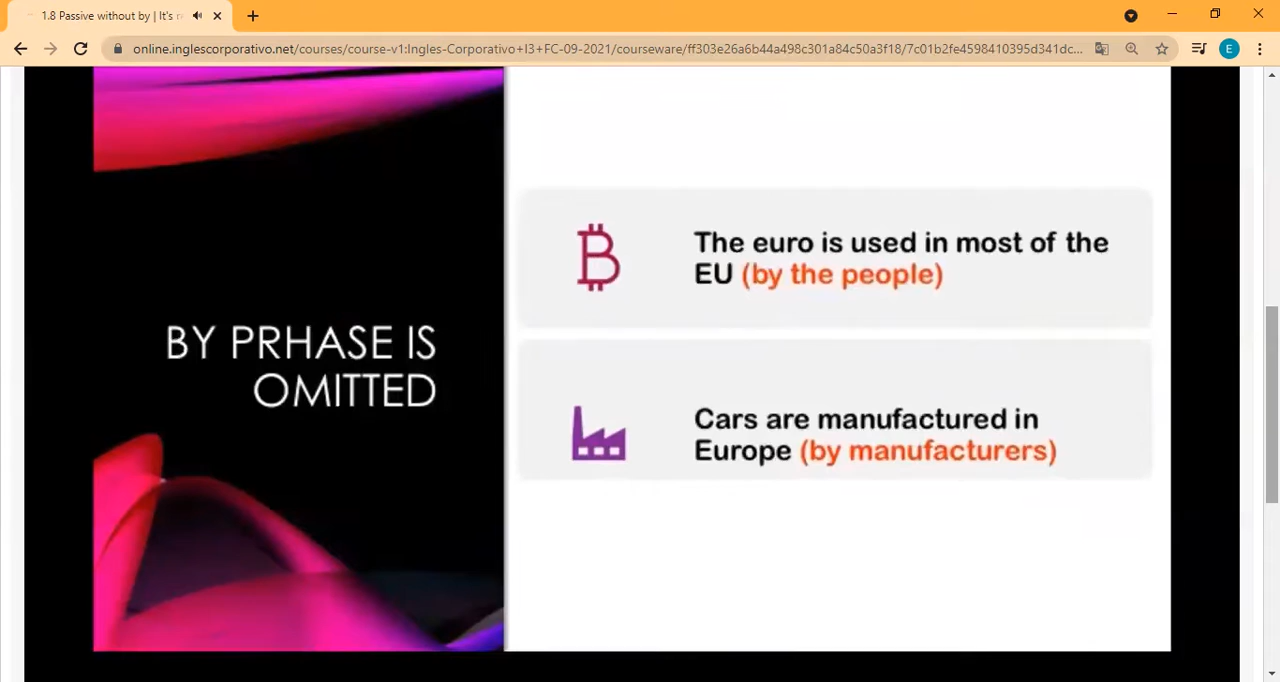 1.8 Passive without by | It's r
online.inglescorporativo.net/courses/course-v1:Ingles-Corporativo+I3+FC-09-2021/courseware/ff303e26a6b44a498c301a84c50a3f18/7c01b2fe4598410395d341dc...
E
BY PRHASE IS
OMITTED
The euro is used in most of the
EU (by the people)
Cars are manufactured in
Europe (by manufacturers)